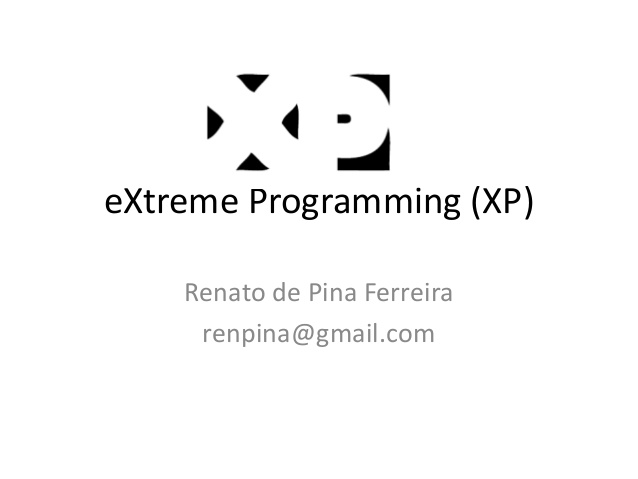 XP
eXtreme Programming (XP)
Renato de Pina Ferreira
renpina@gmail.com